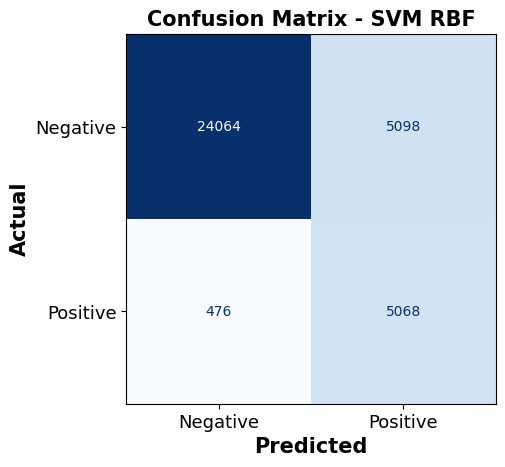 Confusion Matrix - SVM RBF
Actual
Negative
24064
5098
Positive
476
5068
Negative
Positive
Predicted